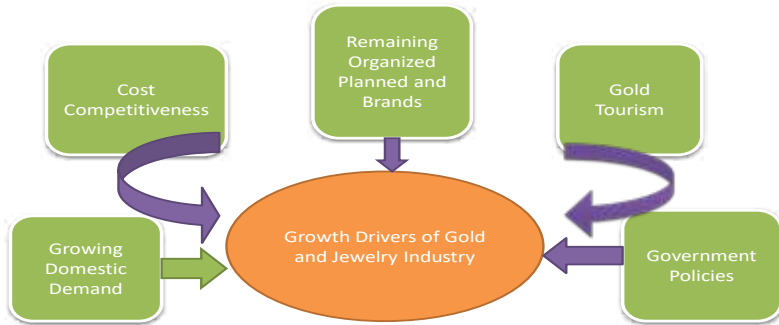 Cost
Competitiveness
Remaining
Organized
Planned and
Brands
Gold
Tourism
Growing
Domestic
Demand
Growth Drivers of Gold
and Jewelry Industry
Government
Policies